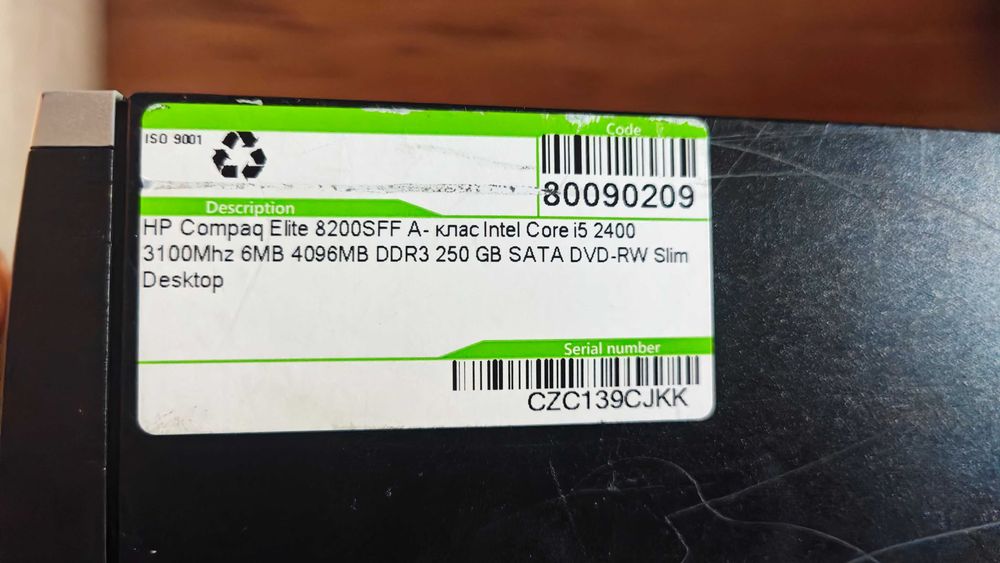 ISO 9001
Code
80090209
Description
HP Compaq Elite 8200SFF A- клас Intel Core i5 2400
3100Mhz 6MB 4096MB DDR3 250 GB SATA DVD-RW Slim
Desktop
Serial number
CZC139CJKK